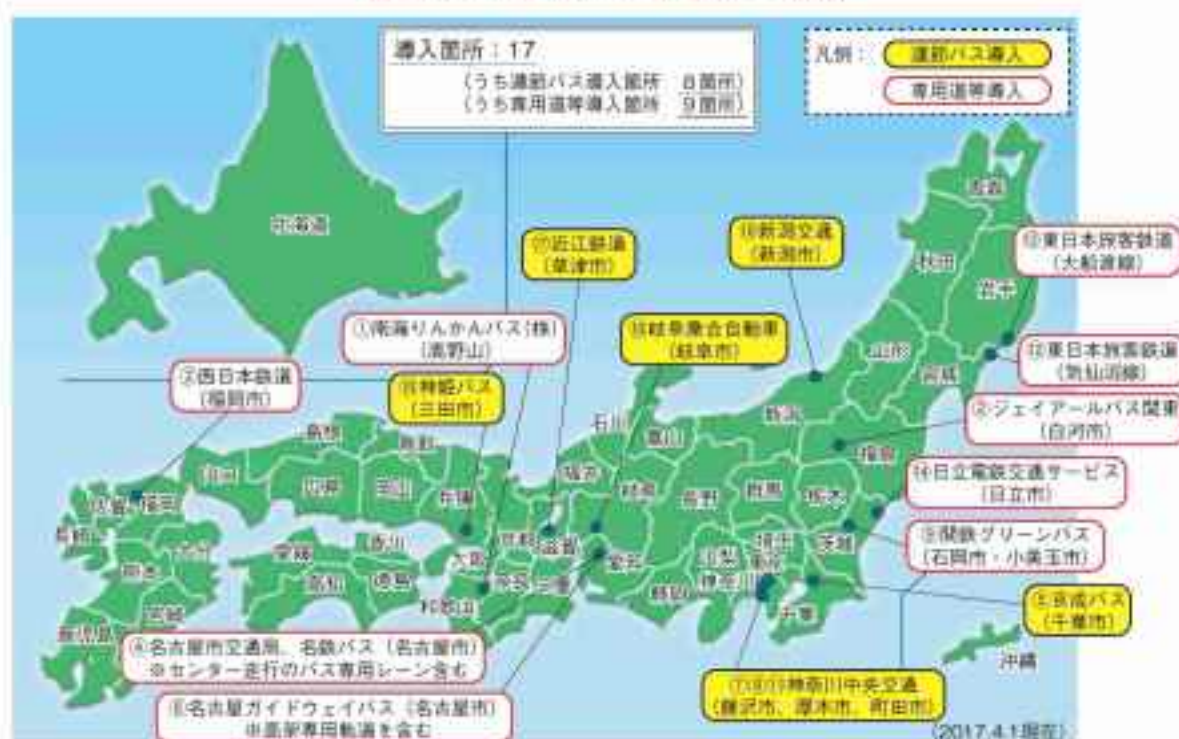 導入箇所：17
（うち連節バス導入箇所　8箇所）
（うち専用道等導入箇所　9箇所）
凡例：
連節バス導入
専用道等導入
北海道
青森
秋田
岩手
山形
宮城
新潟
福島
⑰近江鉄道
（草津市）
新潟交通
（新潟市）
東日本旅客鉄道
（大船渡線）
①南海りんかんバス(株)
（高野山）
岐阜乗合自動車
（岐阜市）
東日本旅客鉄道
（気仙沼線）
②西日本鉄道
（福岡市）
神姫バス
（三田市）
ジェイアールバス関東
（白河市）
⑭日立電鉄交通サービス
（日立市）
関鉄グリーンバス
（石岡市・小美玉市）
⑤京成バス
（千葉市）
石川
富山
福井
岐阜
長野
群馬
栃木
茨城
埼玉
東京
山梨
神奈川
千葉
静岡
愛知
島根
鳥取
山口
広島
岡山
兵庫
京都
滋賀
大阪
奈良
三重
和歌山
愛媛
香川
高知
徳島
佐賀
福岡
長崎
大分
熊本
宮崎
鹿児島
沖縄
④名古屋市交通局、名鉄バス（名古屋市）
※センター走行のバス専用レーン含む
名古屋ガイドウェイバス（名古屋市）
※高架専用軌道を含む
神奈川中央交通
（藤沢市、厚木市、町田市）
（2017.4.1現在）